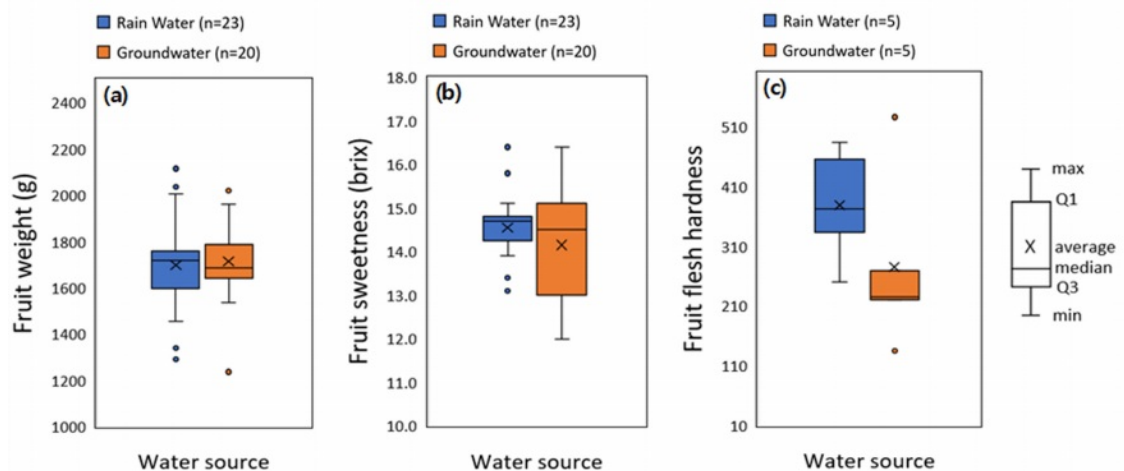 Rain Water (n=23)
Groundwater (n=20)
(a)
Fruit weight (g)
2400
2200
2000
1800
1600
1400
1200
1000
Water source
Rain Water (n=23)
Groundwater (n=20)
(b)
Fruit sweetness (brix)
18.0
17.0
16.0
15.0
14.0
13.0
12.0
11.0
10.0
Water source
Rain Water (n=5)
Groundwater (n=5)
(c)
Fruit flesh hardness
510
410
310
210
110
10
Water source
max
Q1
average
median
Q3
min